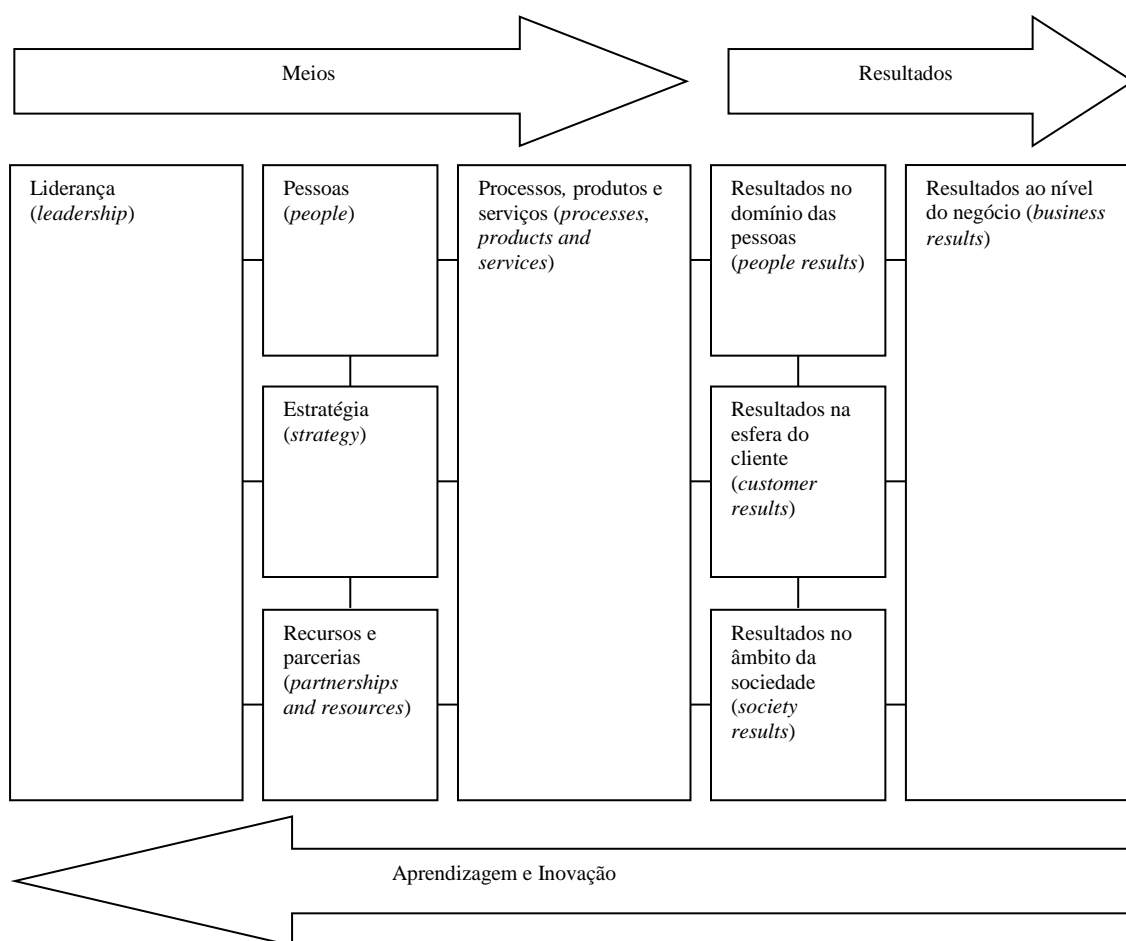 Meios
Resultados
Liderança
(leadership)
Pessoas
(people)
Processos, produtos e
serviços (processes,
products and
services)
Resultados no
domínio das
pessoas
(people results)
Resultados ao nível
do negócio (business
results)
Estratégia
(strategy)
Resultados na
esfera do
cliente
(customer
results)
Recursos e
parcerias
(partnerships
and resources)
Resultados no
âmbito da
sociedade
(society
results)
Aprendizagem e Inovação